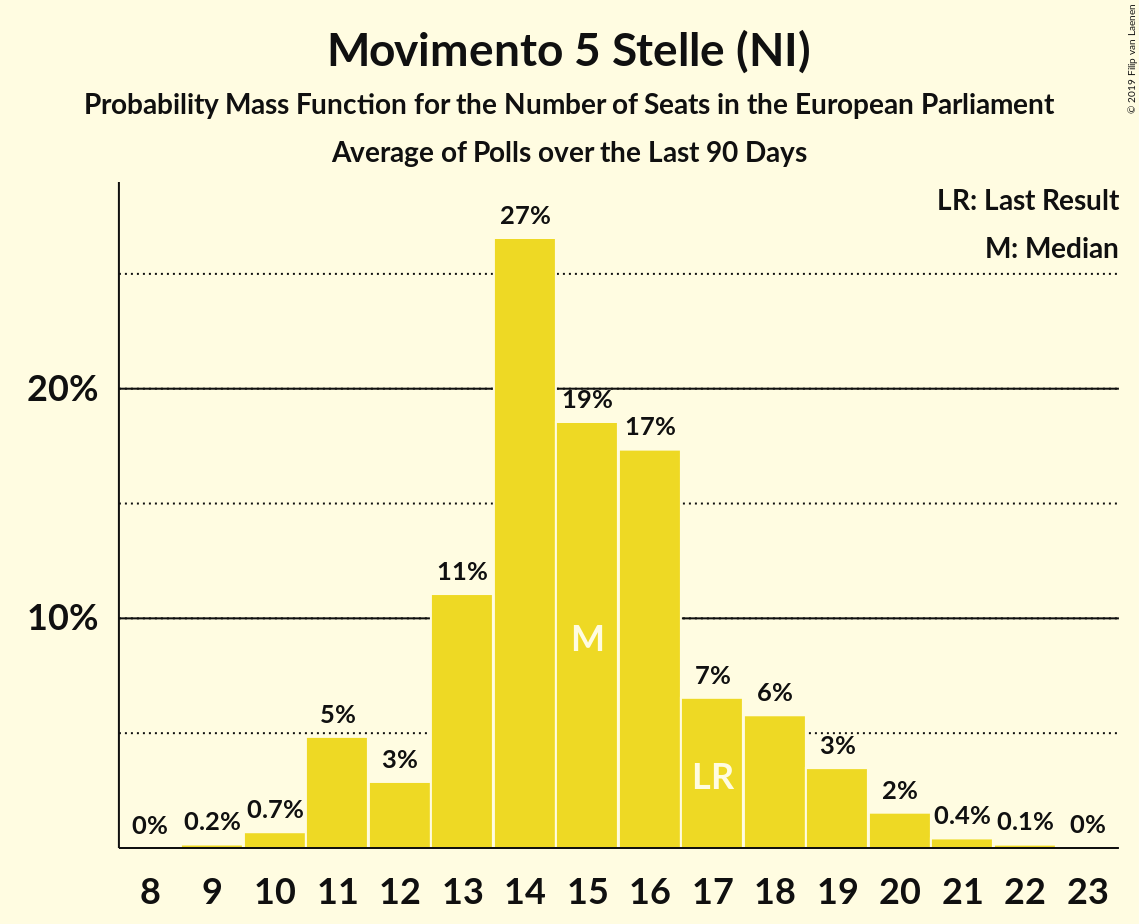 Movimento 5 Stelle (NI)
Probability Mass Function for the Number of Seats in the European Parliament
Average of Polls over the Last 90 Days
© 2019 Filip van Laenen
LR: Last Result
M: Median
27%
20%
19%
17%
11%
10%
M
7%
6%
5%
3%
3%
LR
2%
0% 0.2% 0.7% 0.4% 0.1% 0%
8 9 10 11 12 13 14 15 16 17 18 19 20 21 22 23